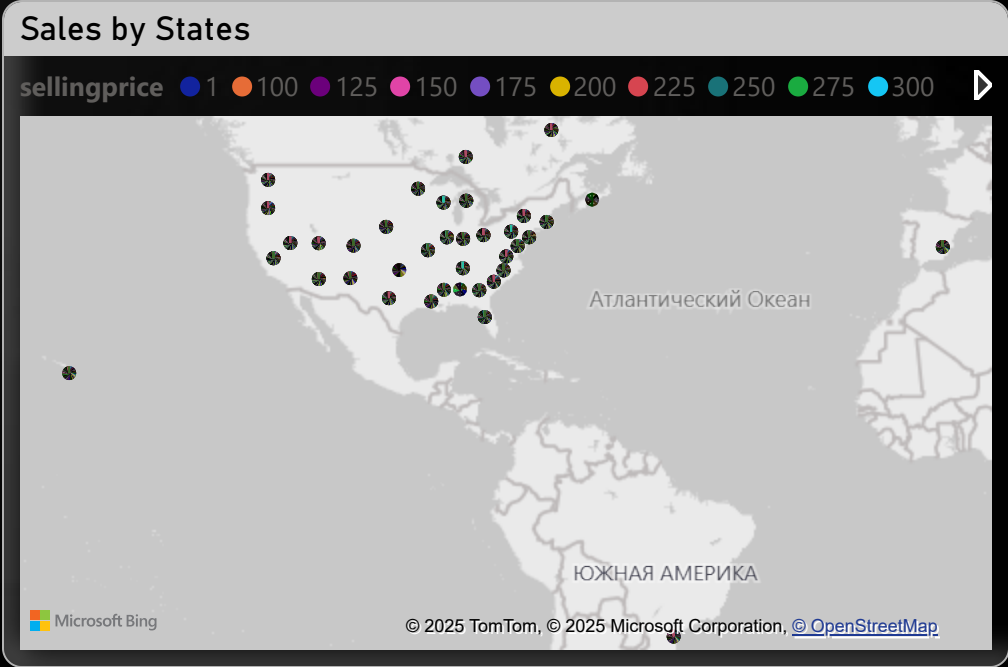 Sales by States
sellingprice 1 100 125 150 175 200 225 250 275 300
Атлантический Океан
ЮЖНАЯ АМЕРИКА
Microsoft Bing
© 2025 TomTom, © 2025 Microsoft Corporation, © OpenStreetMap